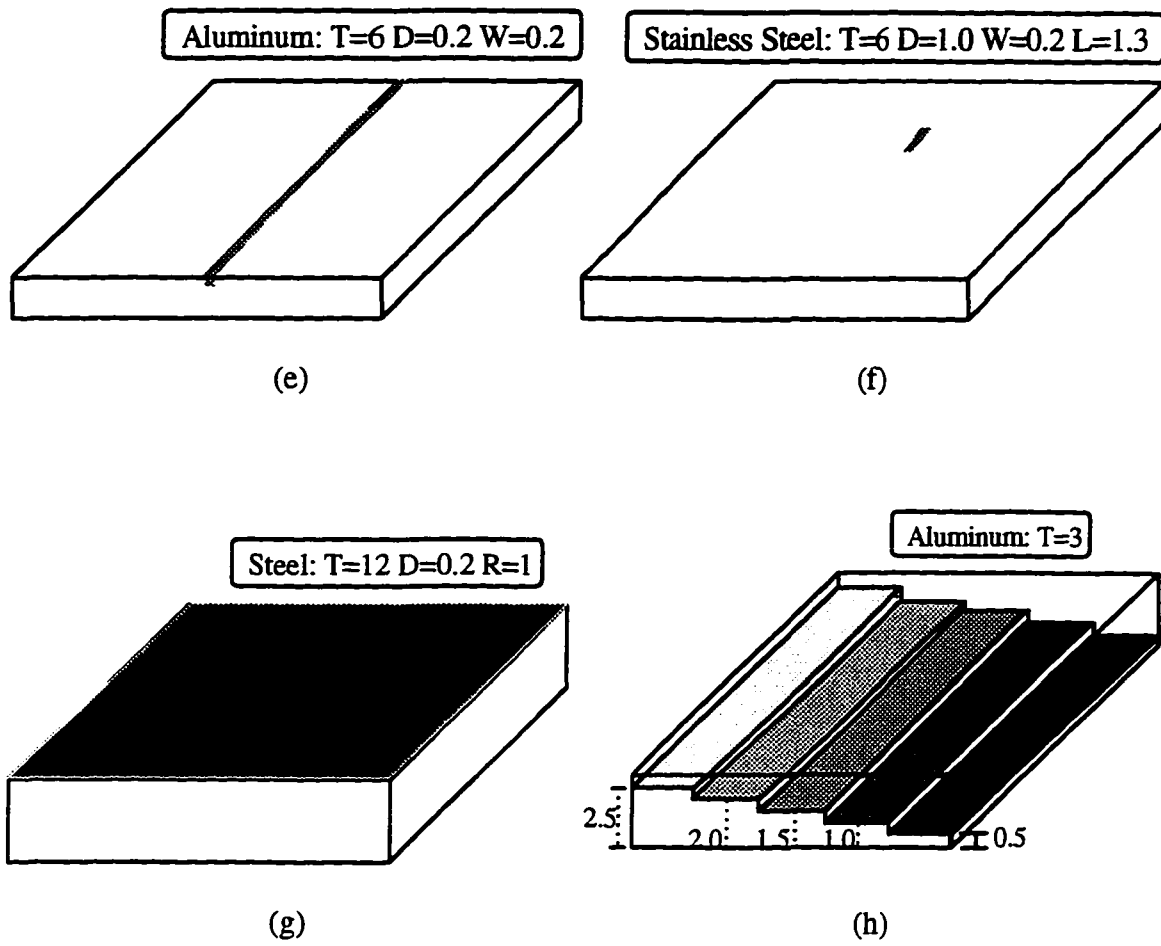 Aluminum: T=6 D=0.2 W=0.2
Stainless Steel: T=6 D=1.0 W=0.2 L=1.3
(e)
(f)
Steel: T=12 D=0.2 R=1
Aluminum: T=3
2.5
2.0
1.5
1.0
0.5
(g)
(h)